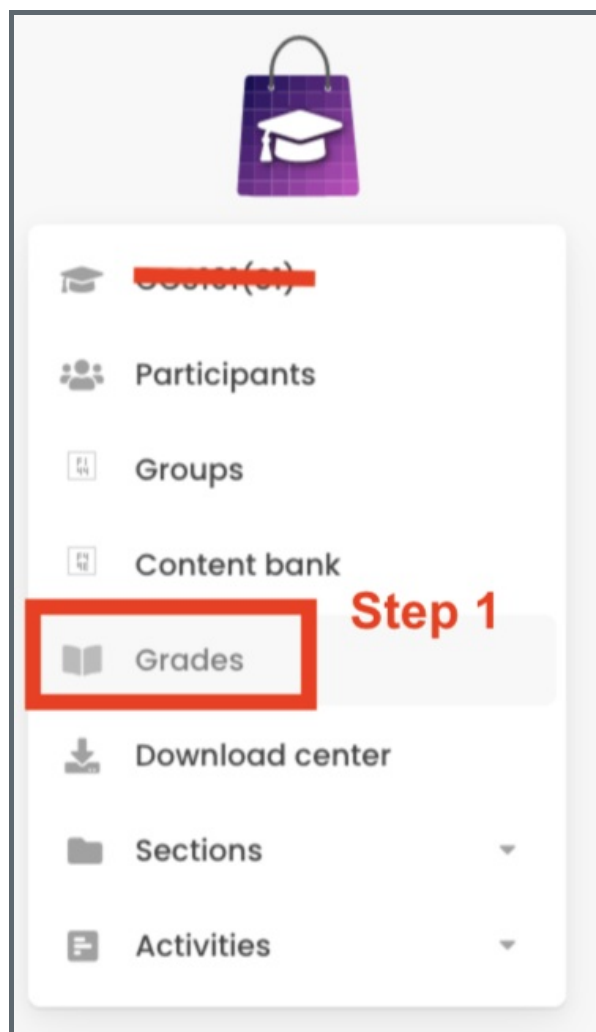 Participants
Groups
Content bank
Step 1
Grades
Download center
Sections
Activities